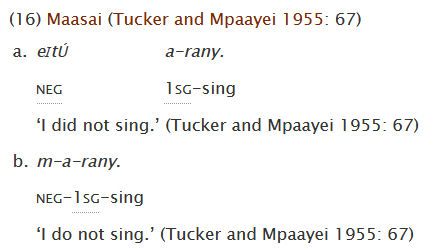 (16) Maasai (Tucker and Mpaayei 1955: 67)
a. eɪtÚ a-rany.
NEG 1SG-sing
‘I did not sing.’ (Tucker and Mpaayei 1955: 67)
b. m-a-rany.
NEG-1SG-sing
‘I do not sing.’ (Tucker and Mpaayei 1955: 67)